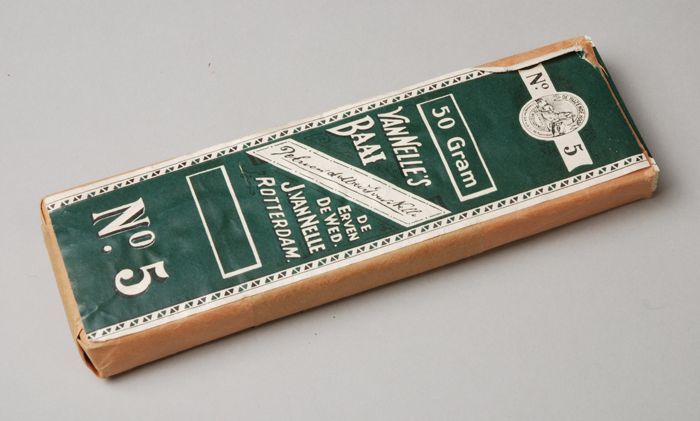 No
5
50 Gram
VAN NELLE'S
BAAI
DE
ERVEN
DE WED.
J. VAN NELLE
ROTTERDAM.
No. 5